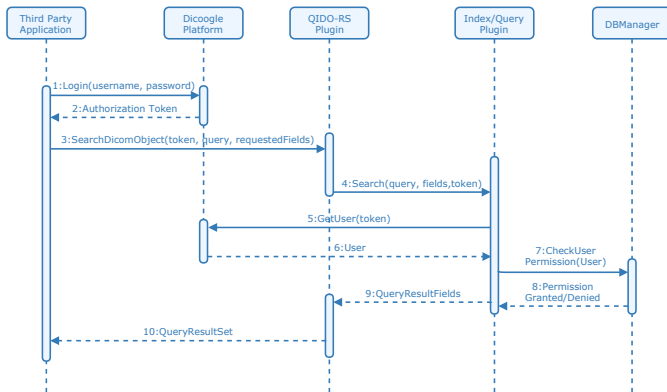 Third Party
Application
Dicoogle
Platform
QIDO-RS
Plugin
Index/Query
Plugin
DBManager
1:Login(username, password)
2:Authorization Token
3:SearchDicomObject(token, query, requestedFields)
4:Search(query, fields,token)
5:GetUser(token)
6:User
7:CheckUser
Permission(User)
8:Permission
Granted/Denied
9:QueryResultFields
10:QueryResultSet